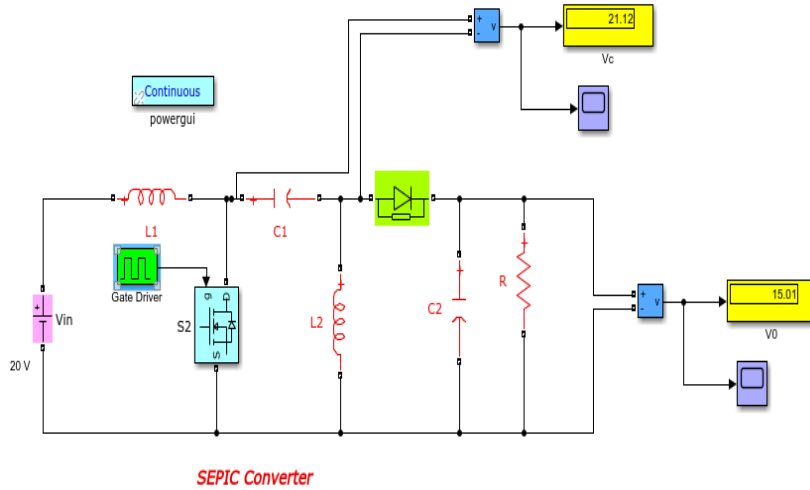 21.12
+
-
v
Vc
Continuous
powergui
+
L1
+
C1
Gate Driver
g
D
S2
S
+
Vin
20 V
+
L2
+
C2
+
R
+
-
v
15.01
V0
SEPIC Converter